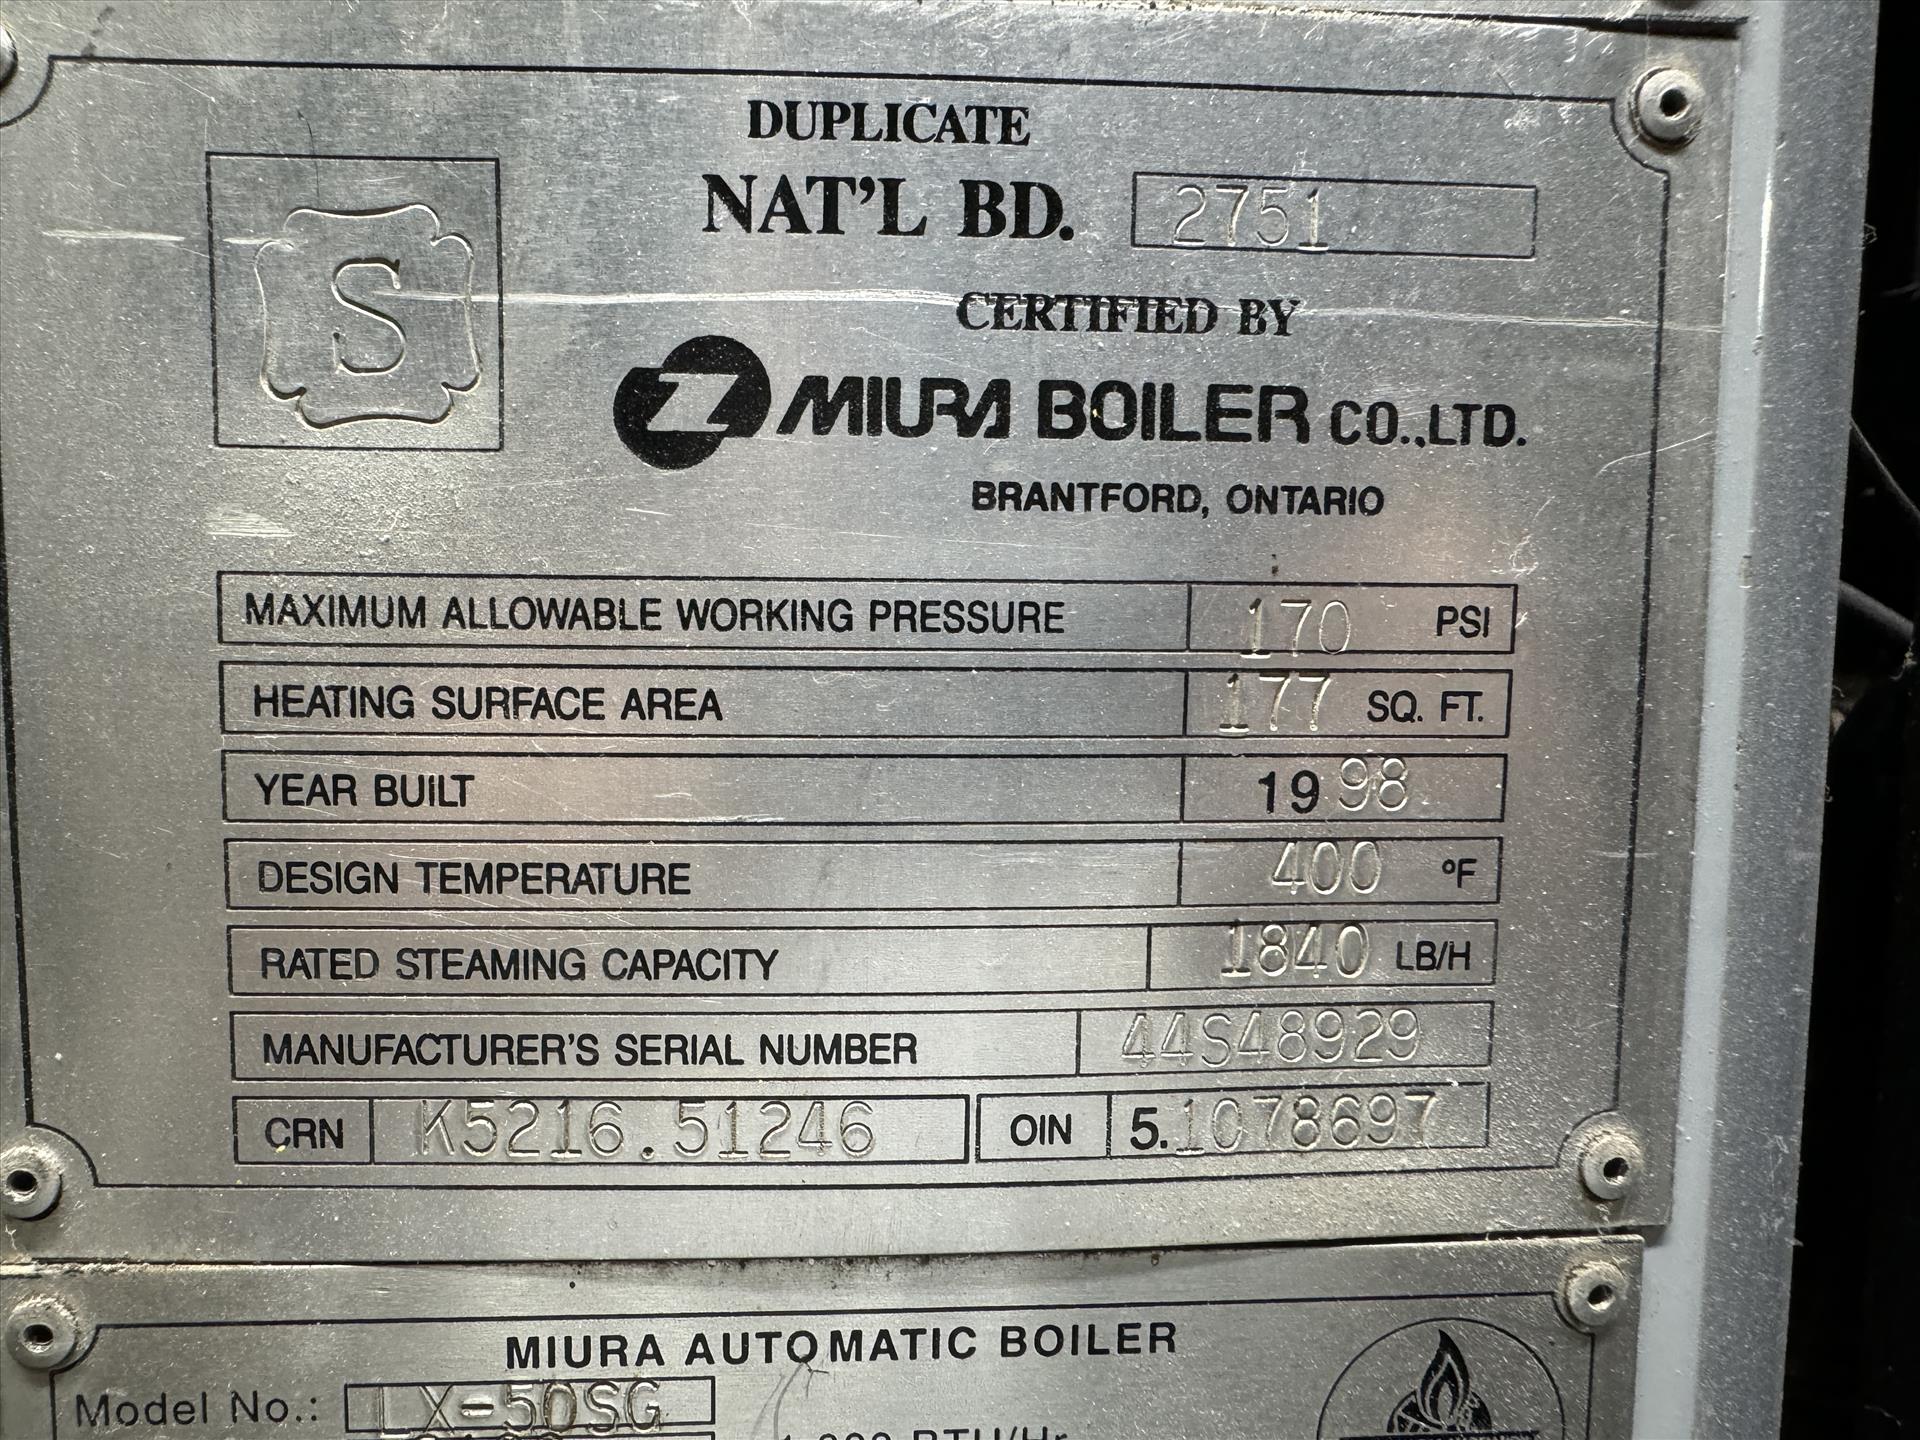 DUPLICATE
NAT'L BD. 2751
S
CERTIFIED BY
MIURA BOILER CO.,LTD.
BRANTFORD, ONTARIO
MAXIMUM ALLOWABLE WORKING PRESSURE 170 PSI
HEATING SURFACE AREA 177 SQ. FT.
YEAR BUILT 1998
DESIGN TEMPERATURE 400 °F
RATED STEAMING CAPACITY 1840 LB/H
MANUFACTURER'S SERIAL NUMBER 44S48929
CRN K5216.51246 OIN 5.1078697
MIURA AUTOMATIC BOILER
Model No.: LX-50SG
BTU/Hr